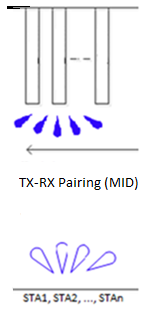 TX-RX Pairing (MID)
STA1, STA2, ..., STAn